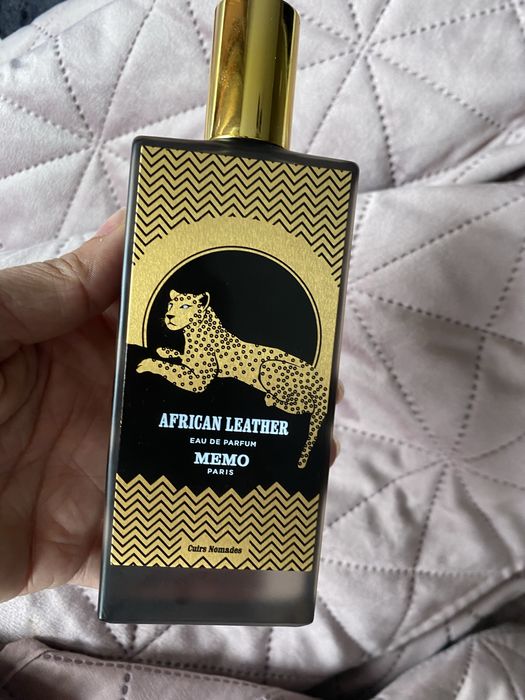 AFRICAN LEATHER
EAU DE PARFUM
MEMO
PARIS
Cuirs Nomades